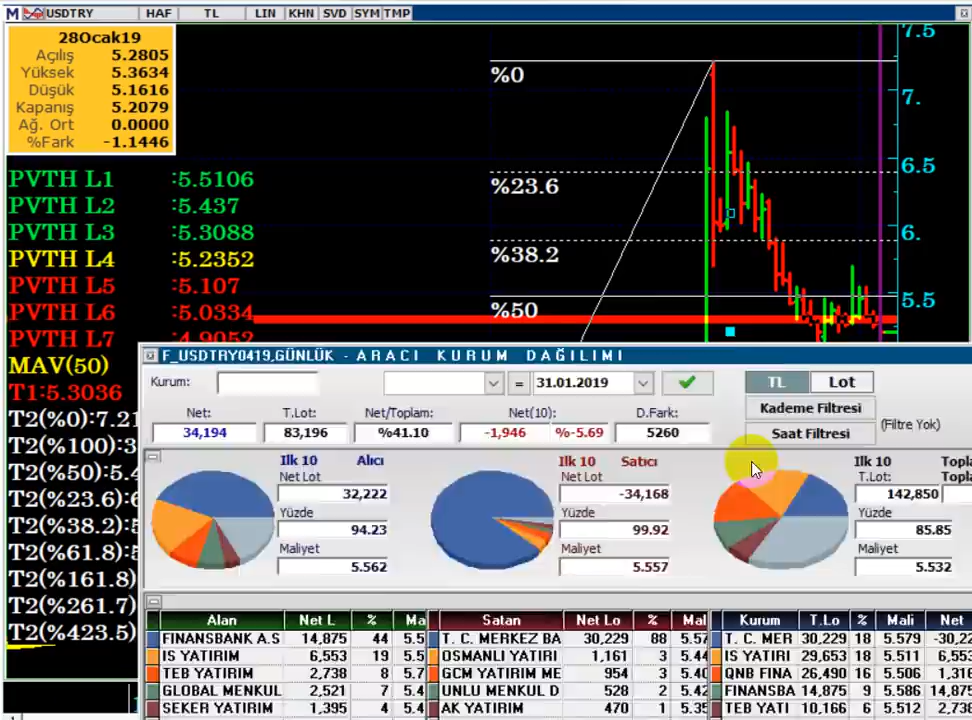 M USDTRY HAF TL LIN KHN SVD SYM TMP
28Ocak19
Açılış 5.2805
Yüksek 5.3634
Düşük 5.1616
Kapanış 5.2079
Ağ. Ort 0.0000
%Fark -1.1446
PVTH L1 :5.5106
PVTH L2 :5.437
PVTH L3 :5.3088
PVTH L4 :5.2352
PVTH L5 :5.107
PVTH L6 :5.0334
PVTH L7 :4.9052
MAV(50)
T1:5.3036
T2(%0):7.21
T2(%100):3
T2(%50):5.4
T2(%23.6):6
T2(%38.2):5
T2(%61.8):5
T2(%161.8)
T2(%261.7)
T2(%423.5)
%0
%23.6
%38.2
%50
7.5
7.
6.5
6.
5.5
F_USDTRY0419,GÜNLÜK - ARACI KURUM DAĞILIMI
Kurum: = 31.01.2019 TL Lot
Kademe Filtresi
Saat Filtresi (Filtre Yok)
Net: T.Lot: Net/Toplam: Net(10): D.Fark:
34,194 83,196 %41.10 -1,946 %-5.69 5260
Ilk 10 Alıcı
Net Lot
32,222
Yüzde
94.23
Maliyet
5.562
Ilk 10 Satıcı
Net Lot
-34,168
Yüzde
99.92
Maliyet
5.557
Ilk 10 Topla
T.Lot: Topl
142,850
Yüzde
85.85
Maliyet
5.532
Alan Net L % Ma
FINANSBANK A.S 14,875 44 5.5
IS YATIRIM 6,553 19 5.5
TEB YATIRIM 2,738 8 5.7
GLOBAL MENKUL 2,521 7 5.4
SEKER YATIRIM 1,395 4 5.4
Satan Net Lo % Mal
T. C. MERKEZ BA 30,229 88 5.57
OSMANLI YATIRI 1,161 3 5.44
GCM YATIRIM ME 954 3 5.40
UNLU MENKUL D 528 2 5.42
AK YATIRIM 470 1 5.35
Kurum T.Lo % Mali Net
T. C. MER 30,229 18 5.579 -30,22
IS YATIRI 29,653 18 5.511 6,553
QNB FINA 26,490 16 5.506 1,316
FINANSBA 14,875 9 5.586 14,875
TEB YATI 10,166 6 5.512 2,738